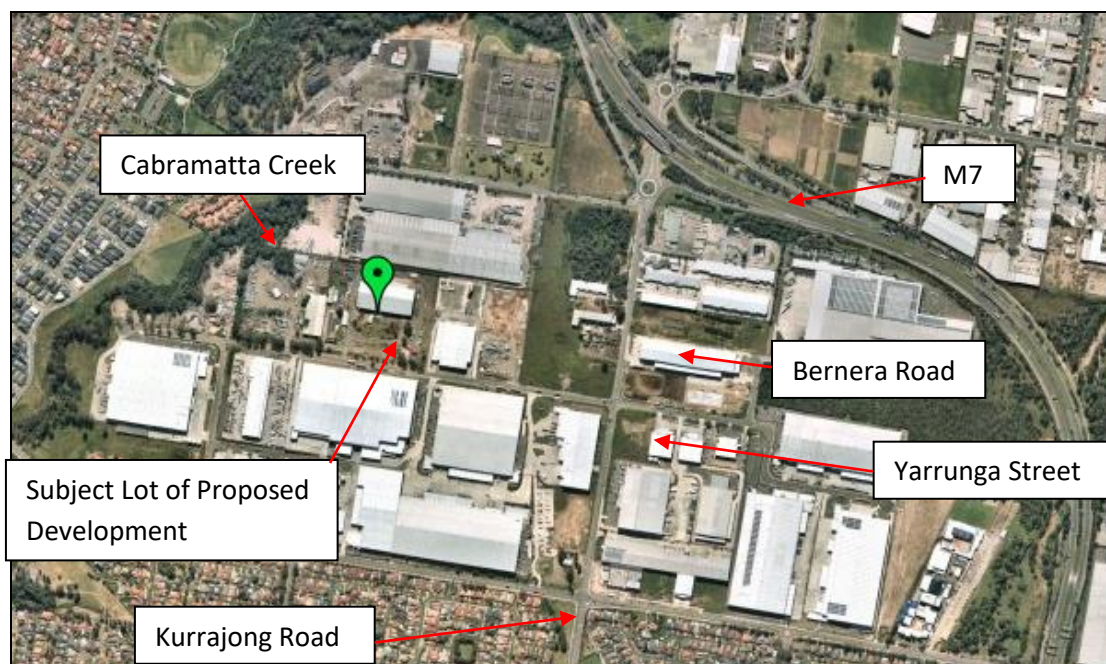 Cabramatta Creek
M7
Bernera Road
Yarrunga Street
Subject Lot of Proposed
Development
Kurrajong Road